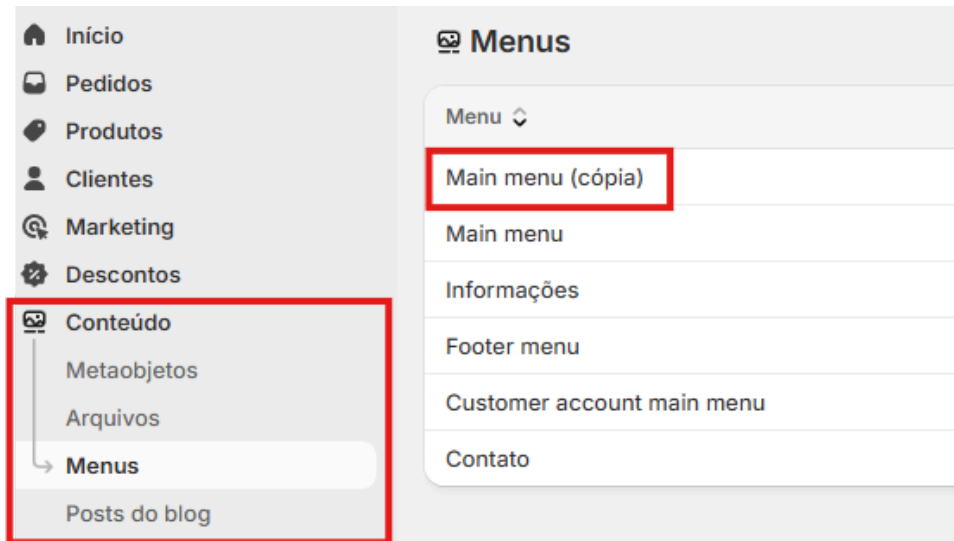 Início
Pedidos
Produtos
Clientes
Marketing
Descontos
Conteúdo
Metaobjetos
Arquivos
Menus
Posts do blog
Menus
Menu
Main menu (cópia)
Main menu
Informações
Footer menu
Customer account main menu
Contato